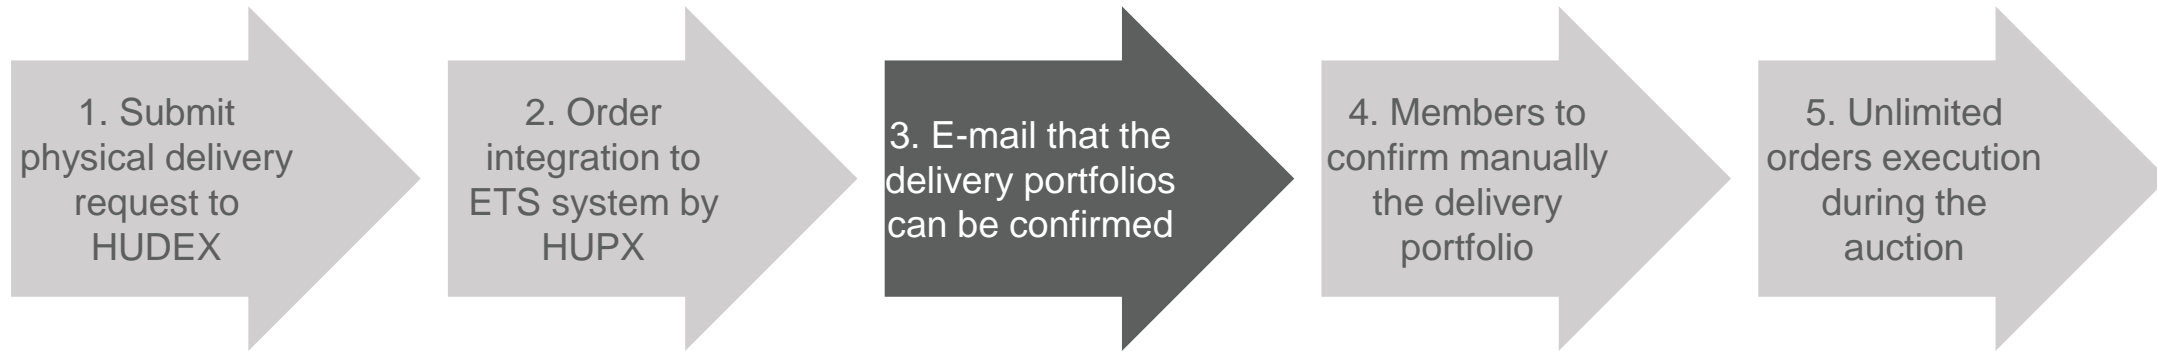 1. Submit
physical delivery
request to
HUDEX
2. Order
integration to
ETS system by
HUPX
3. E-mail that the
delivery portfolios
can be confirmed
4. Members to
confirm manually
the delivery
portfolio
5. Unlimited
orders execution
during the
auction